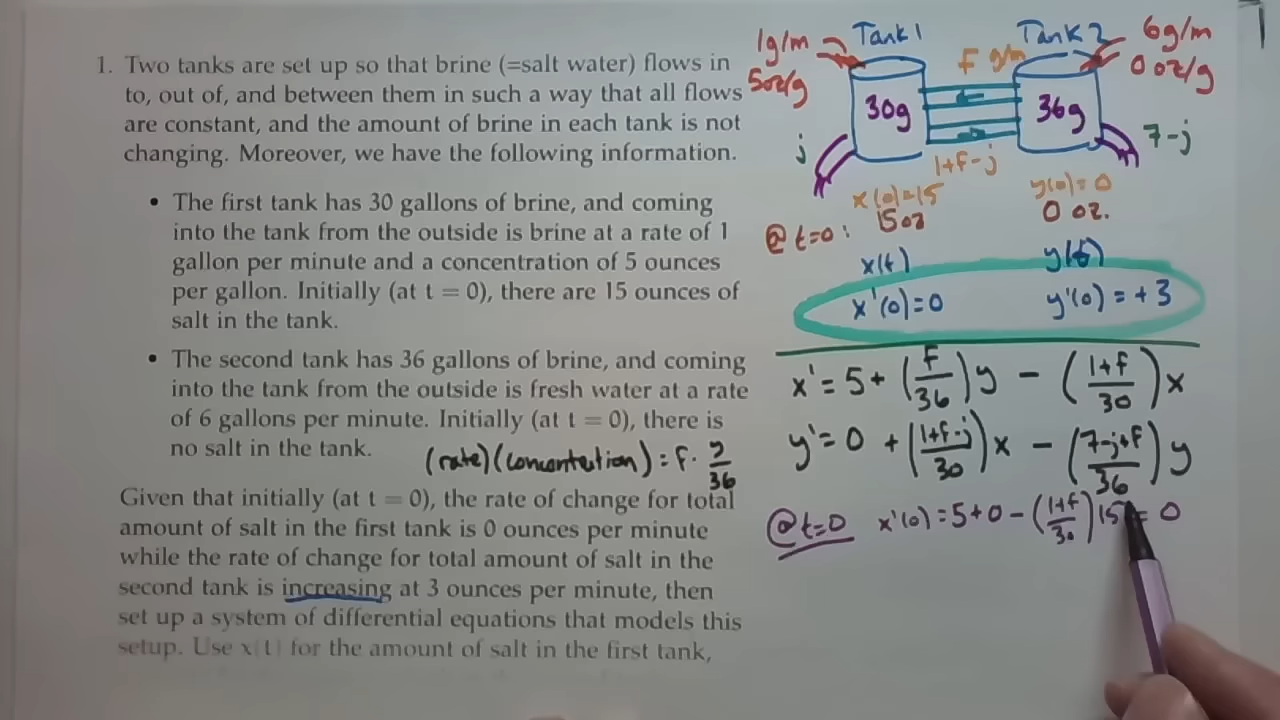 1. Two tanks are set up so that brine (=salt water) flows in
to, out of, and between them in such a way that all flows
are constant, and the amount of brine in each tank is not
changing. Moreover, we have the following information.
• The first tank has 30 gallons of brine, and coming
into the tank from the outside is brine at a rate of 1
gallon per minute and a concentration of 5 ounces
per gallon. Initially (at t = 0), there are 15 ounces of
salt in the tank.
• The second tank has 36 gallons of brine, and coming
into the tank from the outside is fresh water at a rate
of 6 gallons per minute. Initially (at t = 0), there is
no salt in the tank.
(rate)(concentration) = f · y/36
Given that initially (at t = 0), the rate of change for total
amount of salt in the first tank is 0 ounces per minute
while the rate of change for total amount of salt in the
second tank is increasing at 3 ounces per minute, then
set up a system of differential equations that models this
setup. Use x(t) for the amount of salt in the first tank,
Tank 1 Tank 2
1g/m 6g/m
5oz/g 0 oz/g
f g/m
30g 36g
j 7-j
1+f-j
x(0)=15 y(0)=0
@ t=0: 15oz 0 oz.
x(t) y(t)
x'(0)=0 y'(0)=+3
x' = 5 + (f/36)y - (1+f/30)x
y' = 0 + (1+f-j/30)x - (7-j+f/36)y
@t=0 x'(0) = 5+0-(1+f/30)15 = 0